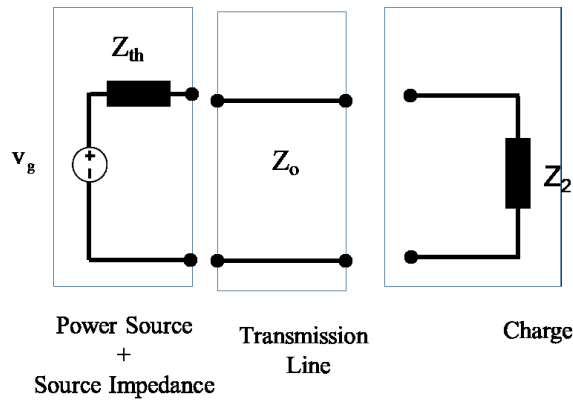 Z_th
v_g
+
−
Z_o
Z_2
Power Source
+
Source Impedance
Transmission
Line
Charge